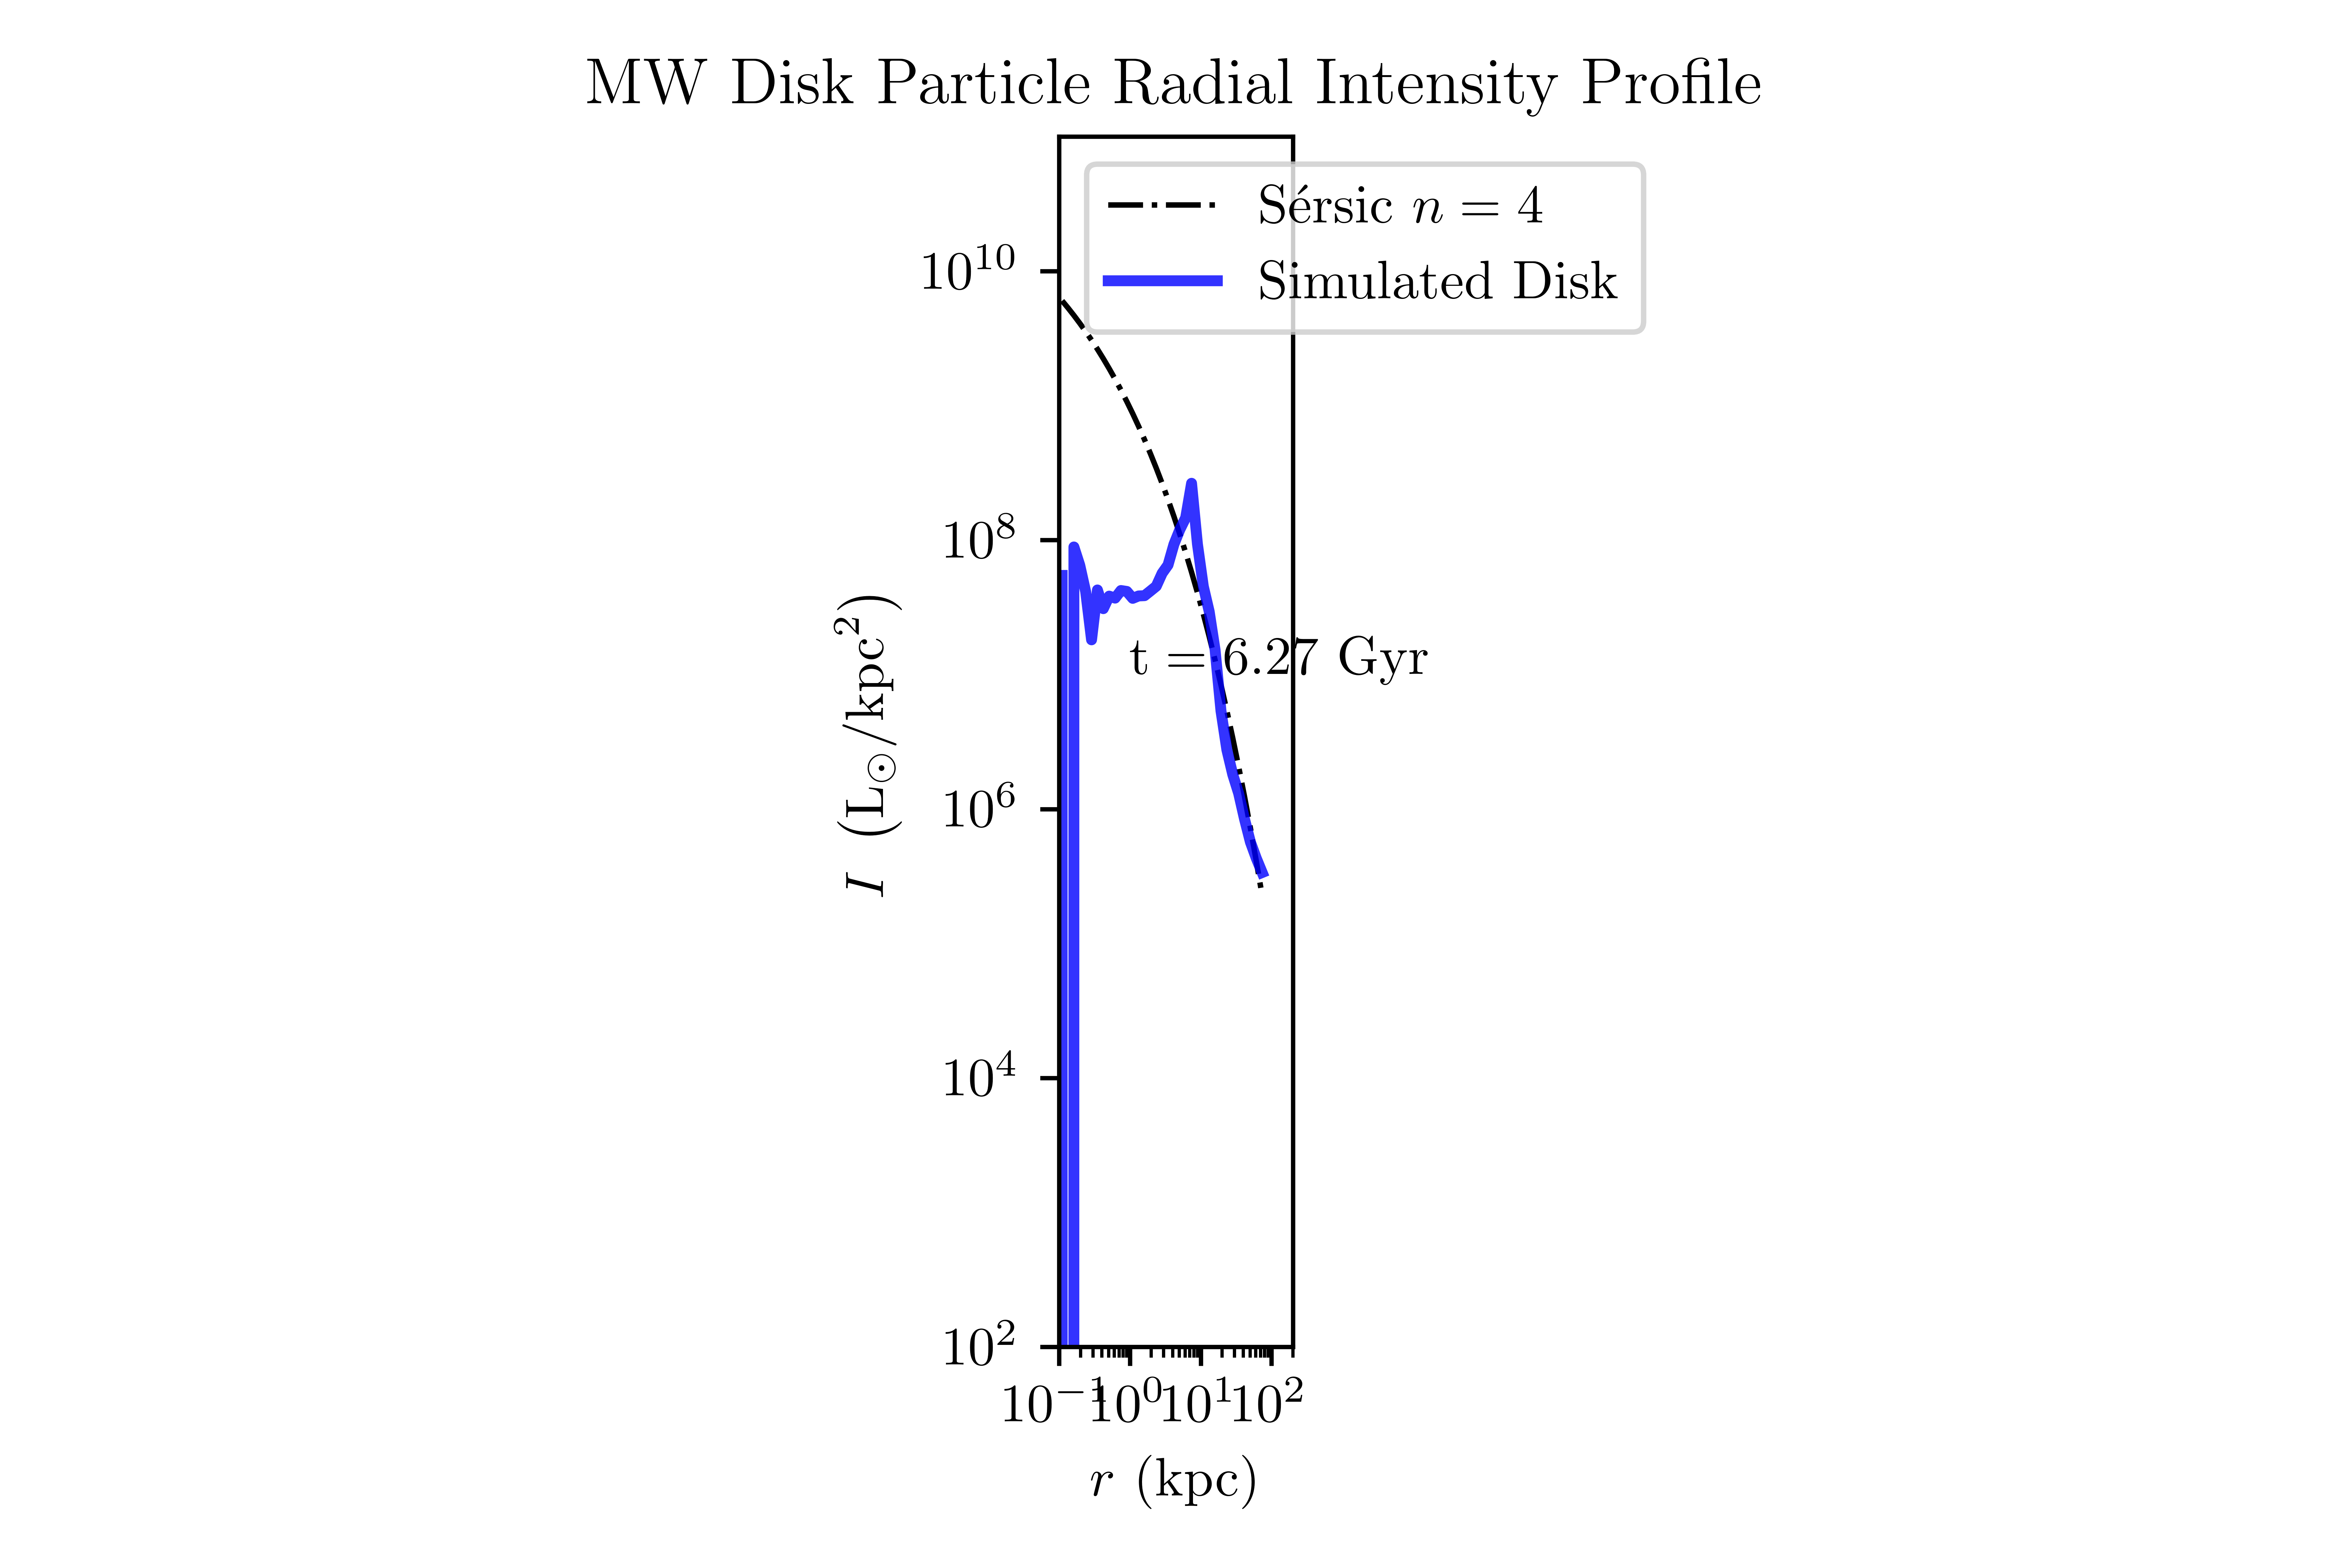 MW Disk Particle Radial Intensity Profile
Sérsic n = 4
Simulated Disk
10^10
10^8
10^6
10^4
10^2
I (L⊙/kpc²)
t = 6.27 Gyr
10^−1 10^0 10^1 10^2
r (kpc)